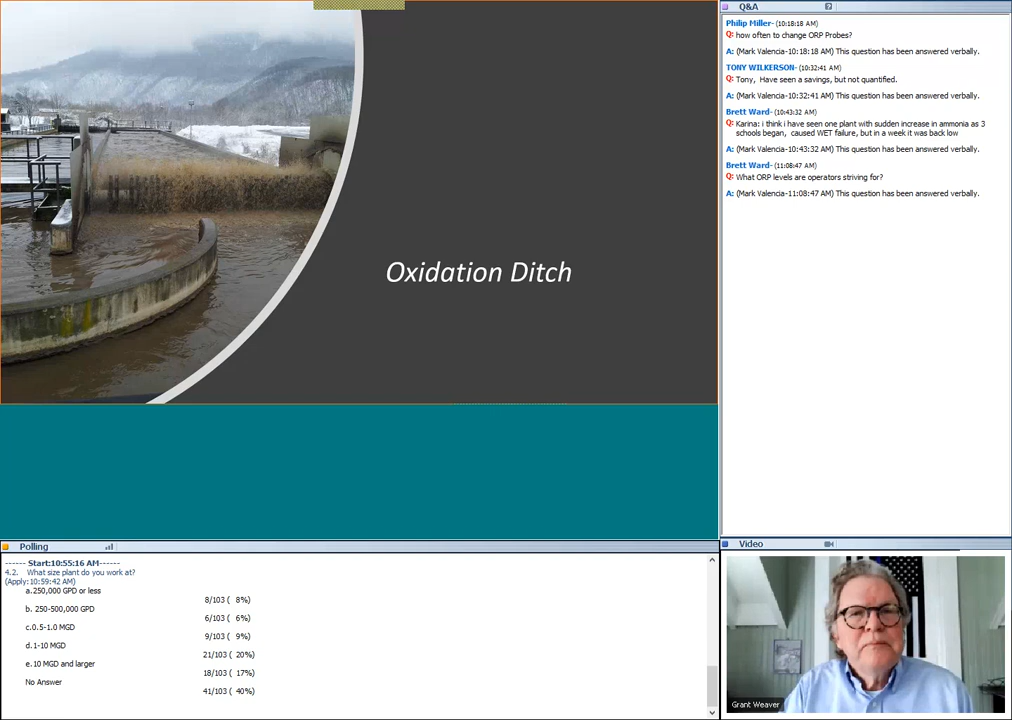 Oxidation Ditch
Q&A
Philip Miller- (10:18:18 AM)
Q: how often to change ORP Probes?
A: (Mark Valencia-10:18:18 AM) This question has been answered verbally.
TONY WILKERSON- (10:32:41 AM)
Q: Tony,  Have seen a savings, but not quantified.
A: (Mark Valencia-10:32:41 AM) This question has been answered verbally.
Brett Ward- (10:43:32 AM)
Q: Karina: i think i have seen one plant with sudden increase in ammonia as 3
schools began,  caused WET failure, but in a week it was back low
A: (Mark Valencia-10:43:32 AM) This question has been answered verbally.
Brett Ward- (11:08:47 AM)
Q: What ORP levels are operators striving for?
A: (Mark Valencia-11:08:47 AM) This question has been answered verbally.
Polling
------ Start:10:55:16 AM------
4.2.   What size plant do you work at?
(Apply:10:59:42 AM)
a.250,000 GPD or less
8/103 (  8%)
b. 250-500,000 GPD
6/103 (  6%)
c.0.5-1.0 MGD
9/103 (  9%)
d.1-10 MGD
21/103 (  20%)
e.10 MGD and larger
18/103 (  17%)
No Answer
41/103 (  40%)
Video
Grant Weaver